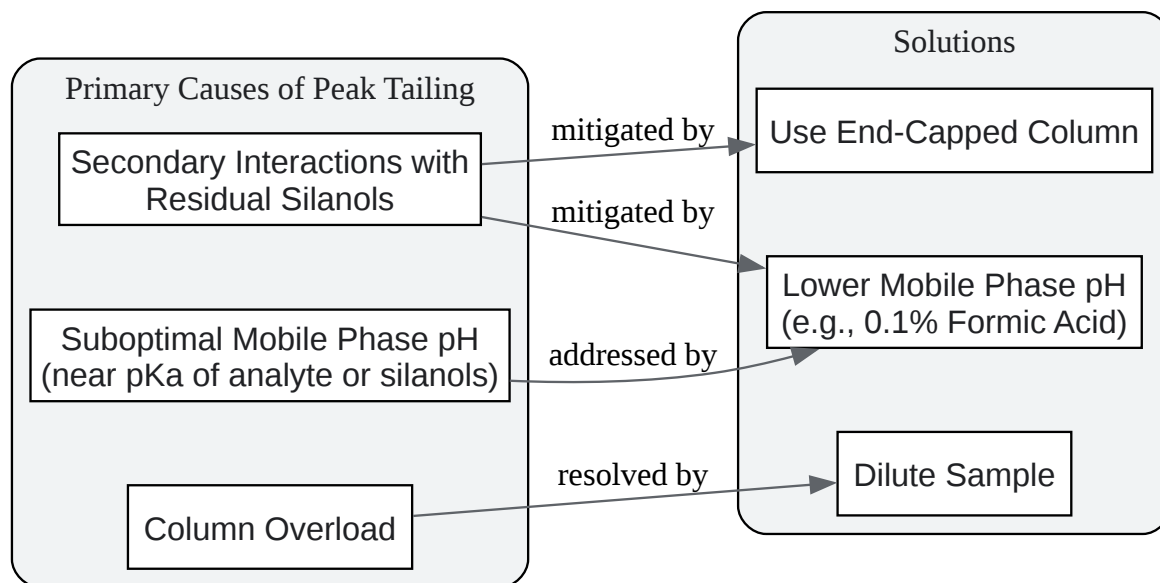 Primary Causes of Peak Tailing
Secondary Interactions with
Residual Silanols
Suboptimal Mobile Phase pH
(near pKa of analyte or silanols)
Column Overload
mitigated by
mitigated by
addressed by
resolved by
Solutions
Use End-Capped Column
Lower Mobile Phase pH
(e.g., 0.1% Formic Acid)
Dilute Sample